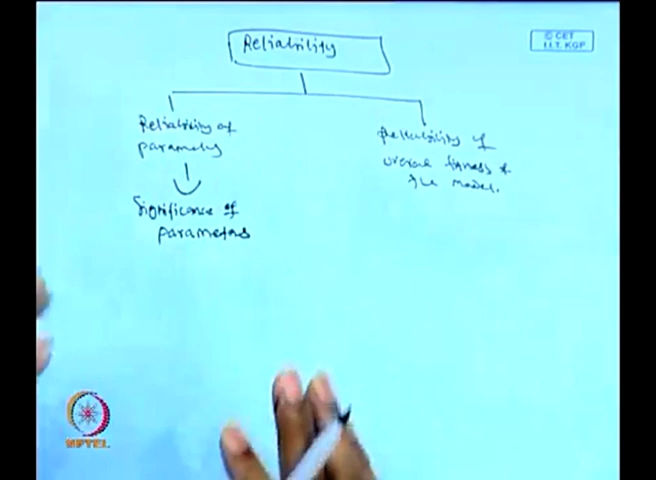 Reliability
© CET
I.I.T. KGP
Reliability of
parameters
Reliability of
overall fitness of
the model.
Significance of
parameters
NPTEL